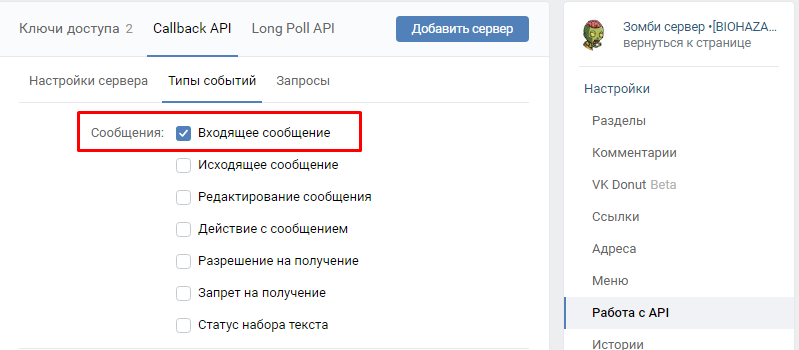 Ключи доступа 2 Callback API Long Poll API Добавить сервер
Настройки сервера Типы событий Запросы
Сообщения: Входящее сообщение
Исходящее сообщение
Редактирование сообщения
Действие с сообщением
Разрешение на получение
Запрет на получение
Статус набора текста
Зомби сервер •[BIOHAZA...
вернуться к странице
Настройки
Разделы
Комментарии
VK Donut Beta
Ссылки
Адреса
Меню
Работа с API
Истории